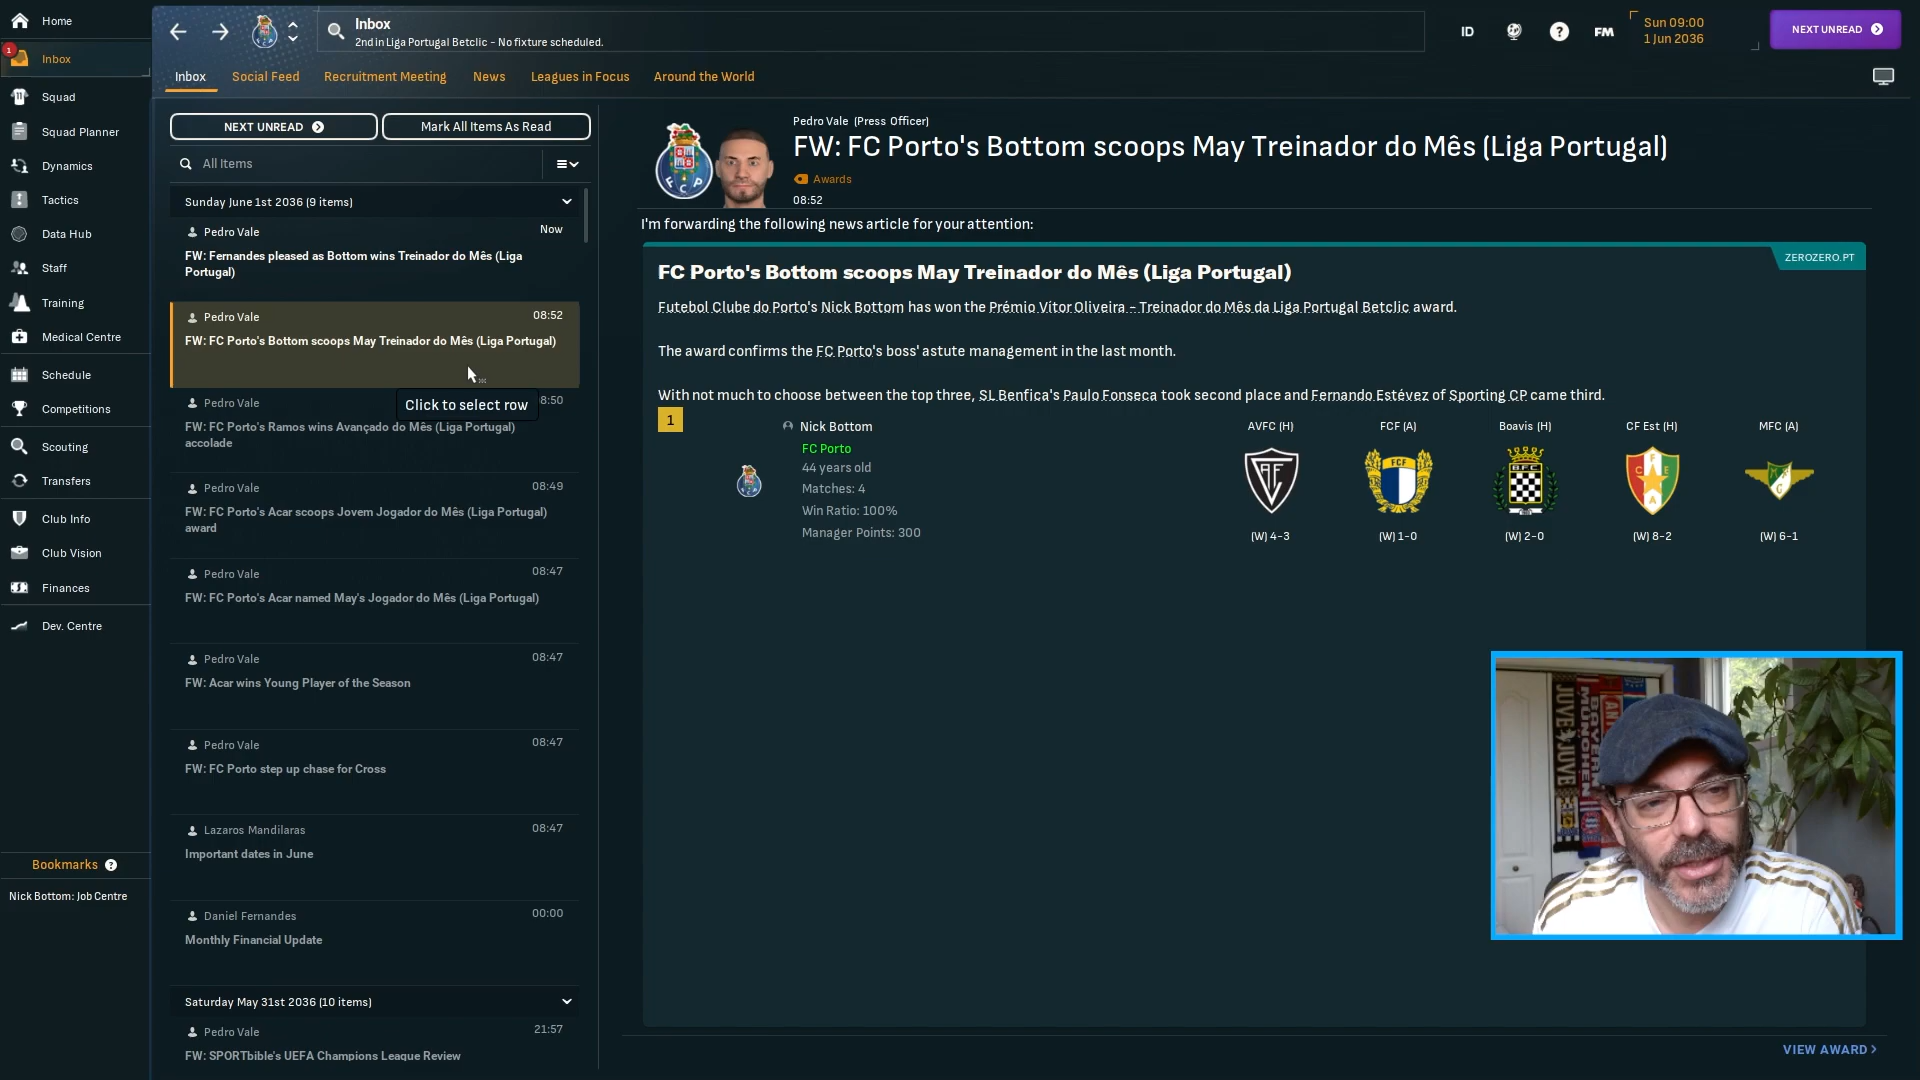 Home
1
Inbox
Squad
Squad Planner
Dynamics
Tactics
Data Hub
Staff
Training
Medical Centre
Schedule
Competitions
Scouting
Transfers
Club Info
Club Vision
Finances
Dev. Centre
Bookmarks ?
Nick Bottom: Job Centre
Inbox
2nd in Liga Portugal Betclic - No fixture scheduled.
ID
?
FM
Sun 09:00
1 Jun 2036
NEXT UNREAD
Inbox
Social Feed
Recruitment Meeting
News
Leagues in Focus
Around the World
NEXT UNREAD
Mark All Items As Read
All Items
Sunday June 1st 2036 (9 items)
Pedro Vale
Now
FW: Fernandes pleased as Bottom wins Treinador do Mês (Liga
Portugal)
Pedro Vale
08:52
FW: FC Porto's Bottom scoops May Treinador do Mês (Liga Portugal)
Click to select row
Pedro Vale
8:50
FW: FC Porto's Ramos wins Avançado do Mês (Liga Portugal)
accolade
Pedro Vale
08:49
FW: FC Porto's Acar scoops Jovem Jogador do Mês (Liga Portugal)
award
Pedro Vale
08:47
FW: FC Porto's Acar named May's Jogador do Mês (Liga Portugal)
Pedro Vale
08:47
FW: Acar wins Young Player of the Season
Pedro Vale
08:47
FW: FC Porto step up chase for Cross
Lazaros Mandilaras
08:47
Important dates in June
Daniel Fernandes
00:00
Monthly Financial Update
Saturday May 31st 2036 (10 items)
Pedro Vale
21:57
FW: SPORTbible's UEFA Champions League Review
Pedro Vale (Press Officer)
FW: FC Porto's Bottom scoops May Treinador do Mês (Liga Portugal)
Awards
08:52
I'm forwarding the following news article for your attention:
ZEROZERO.PT
FC Porto's Bottom scoops May Treinador do Mês (Liga Portugal)
Futebol Clube do Porto's Nick Bottom has won the Prémio Vítor Oliveira - Treinador do Mês da Liga Portugal Betclic award.
The award confirms the FC Porto's boss' astute management in the last month.
With not much to choose between the top three, SL Benfica's Paulo Fonseca took second place and Fernando Estévez of Sporting CP came third.
1
Nick Bottom
FC Porto
44 years old
Matches: 4
Win Ratio: 100%
Manager Points: 300
AVFC (H)
FCF (A)
Boavis (H)
CF Est (H)
MFC (A)
(W) 4-3
(W) 1-0
(W) 2-0
(W) 8-2
(W) 6-1
JUVE JUVE
BAYERN
MÜNCHEN
VIEW AWARD >